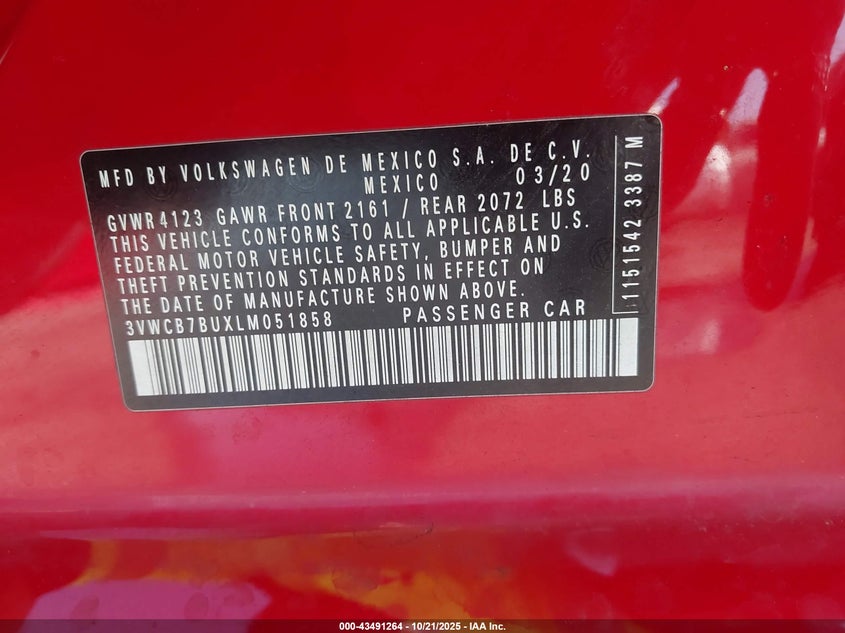 MFD BY VOLKSWAGEN DE MEXICO S.A. DE C.V.
MEXICO 03/20
GVWR 4123 GAWR FRONT 2161 / REAR 2072 LBS
THIS VEHICLE CONFORMS TO ALL APPLICABLE U.S.
FEDERAL MOTOR VEHICLE SAFETY, BUMPER AND
THEFT PREVENTION STANDARDS IN EFFECT ON
THE DATE OF MANUFACTURE SHOWN ABOVE.
3VWCB7BUXLM051858 PASSENGER CAR
1151542 3387 M
000-43491264 - 10/21/2025 - IAA Inc.